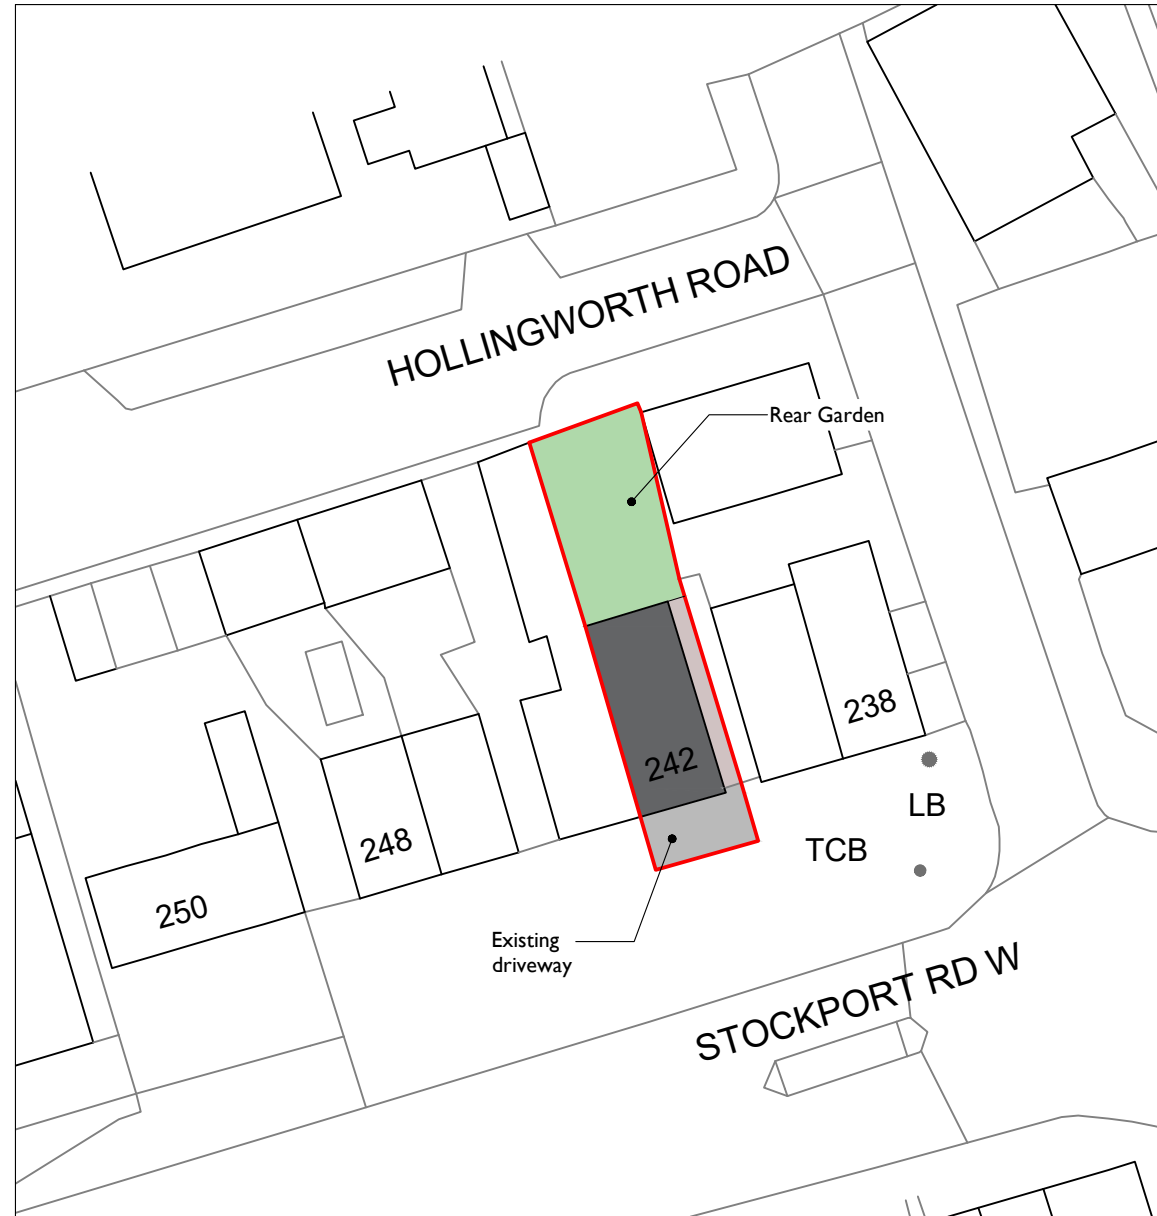 HOLLINGWORTH ROAD
Rear Garden
238
242
LB
248
TCB
250
Existing
driveway
STOCKPORT RD W